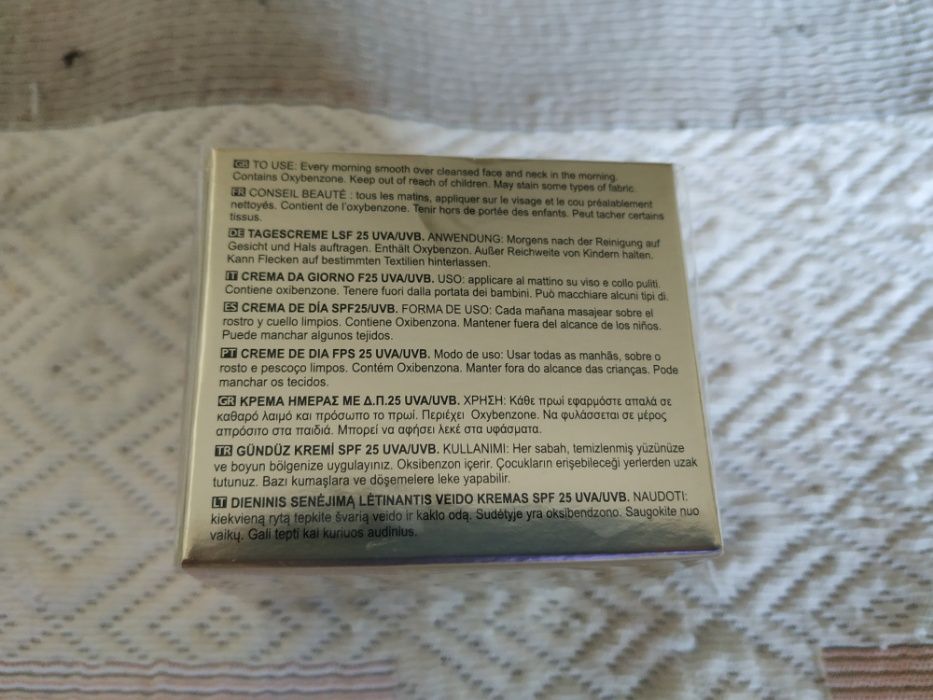 GB TO USE: Every morning smooth over cleansed face and neck in the morning.
Contains Oxybenzone. Keep out of reach of children. May stain some types of fabric.
FR CONSEIL BEAUTÉ : tous les matins, appliquer sur le visage et le cou préalablement
nettoyés. Contient de l'oxybenzone. Tenir hors de portée des enfants. Peut tacher certains
tissus.
DE TAGESCREME LSF 25 UVA/UVB. ANWENDUNG: Morgens nach der Reinigung auf
Gesicht und Hals auftragen. Enthält Oxybenzon. Außer Reichweite von Kindern halten.
Kann Flecken auf bestimmten Textilien hinterlassen.
IT CREMA DA GIORNO F25 UVA/UVB. USO: applicare al mattino su viso e collo puliti.
Contiene oxibenzone. Tenere fuori dalla portata dei bambini. Può macchiare alcuni tipi di.
ES CREMA DE DÍA SPF25/UVB. FORMA DE USO: Cada mañana masajear sobre el
rostro y cuello limpios. Contiene Oxibenzona. Mantener fuera del alcance de los niños.
Puede manchar algunos tejidos.
PT CREME DE DIA FPS 25 UVA/UVB. Modo de uso: Usar todas as manhãs, sobre o
rosto e pescoço limpos. Contém Oxibenzona. Manter fora do alcance das crianças. Pode
manchar os tecidos.
GR ΚΡΕΜΑ ΗΜΕΡΑΣ ΜΕ Δ.Π.25 UVA/UVB. ΧΡΗΣΗ: Κάθε πρωί εφαρμόστε απαλά σε
καθαρό λαιμό και πρόσωπο το πρωί. Περιέχει Oxybenzone. Να φυλάσσεται σε μέρος
απρόσιτο στα παιδιά. Μπορεί να αφήσει λεκέ στα υφάσματα.
TR GÜNDÜZ KREMİ SPF 25 UVA/UVB. KULLANIMI: Her sabah, temizlenmiş yüzünüze
ve boyun bölgenize uygulayınız. Oksibenzon içerir. Çocukların erişebileceği yerlerden uzak
tutunuz. Bazı kumaşlara ve döşemelere leke yapabilir.
LT DIENINIS SENĖJIMĄ LĖTINANTIS VEIDO KREMAS SPF 25 UVA/UVB. NAUDOTI:
kiekvieną rytą tepkite švarią veido ir kaklo odą. Sudėtyje yra oksibendzono. Saugokite nuo
vaikų. Gali tepti kai kuriuos audinius.